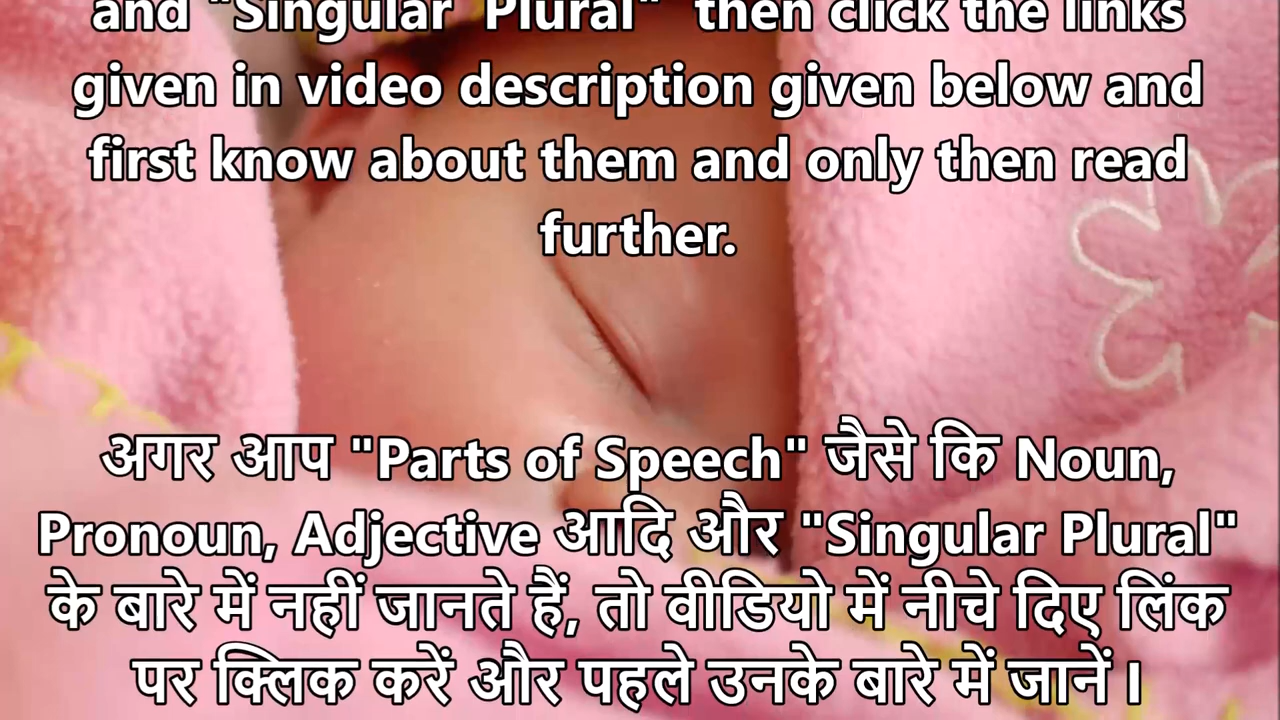 and "Singular Plural" then click the links
given in video description given below and
first know about them and only then read
further.
अगर आप "Parts of Speech" जैसे कि Noun,
Pronoun, Adjective आदि और "Singular Plural"
के बारे में नहीं जानते हैं, तो वीडियो में नीचे दिए लिंक
पर क्लिक करें और पहले उनके बारे में जानें।